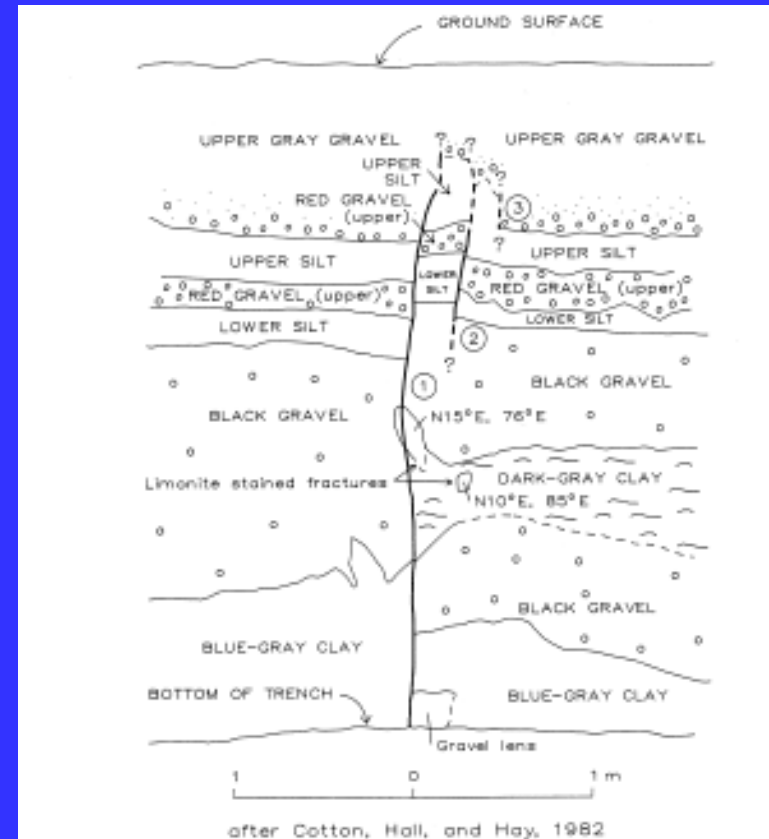 GROUND SURFACE
UPPER GRAY GRAVEL
UPPER GRAY GRAVEL
? ?
UPPER
SILT
?
RED GRAVEL
(upper)
3
?
UPPER SILT
UPPER SILT
LOWER
SILT
RED GRAVEL (upper)
RED GRAVEL (upper)
LOWER SILT
LOWER SILT
2
?
1
BLACK GRAVEL
BLACK GRAVEL
N15°E, 76°E
Limonite stained fractures
DARK-GRAY CLAY
N10°E, 85°E
BLACK GRAVEL
BLUE-GRAY CLAY
BOTTOM OF TRENCH
BLUE-GRAY CLAY
Gravel lens
1 0 1 m
after Cotton, Hall, and Hay, 1982